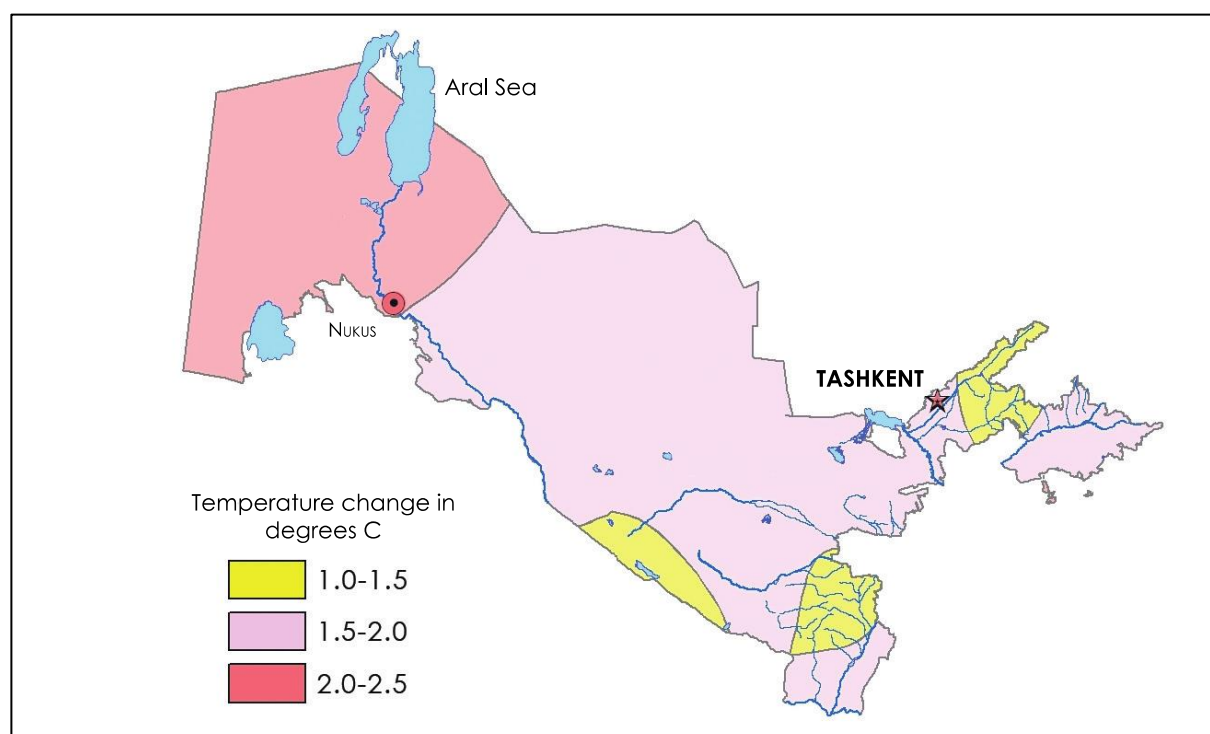 Aral Sea
NUKUS
TASHKENT
Temperature change in
degrees C
1.0-1.5
1.5-2.0
2.0-2.5